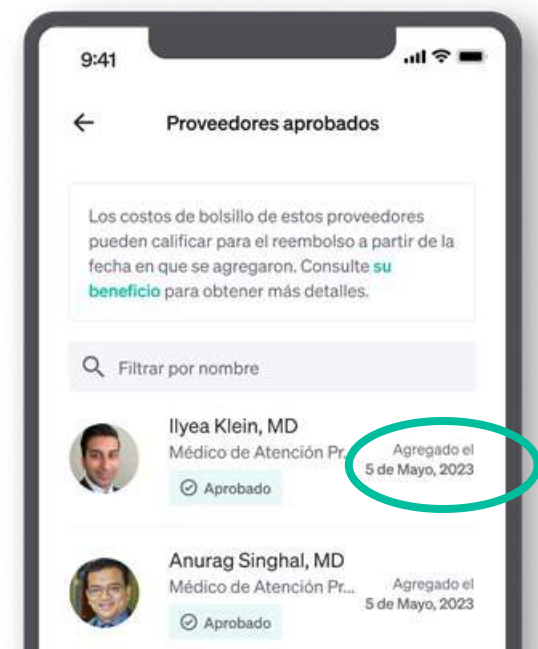 9:41
Proveedores aprobados
Los costos de bolsillo de estos proveedores
pueden calificar para el reembolso a partir de la
fecha en que se agregaron. Consulte su
beneficio para obtener más detalles.
Filtrar por nombre
Ilyea Klein, MD
Médico de Atención Pr...
Agregado el
5 de Mayo, 2023
Aprobado
Anurag Singhal, MD
Médico de Atención Pr...
Agregado el
5 de Mayo, 2023
Aprobado